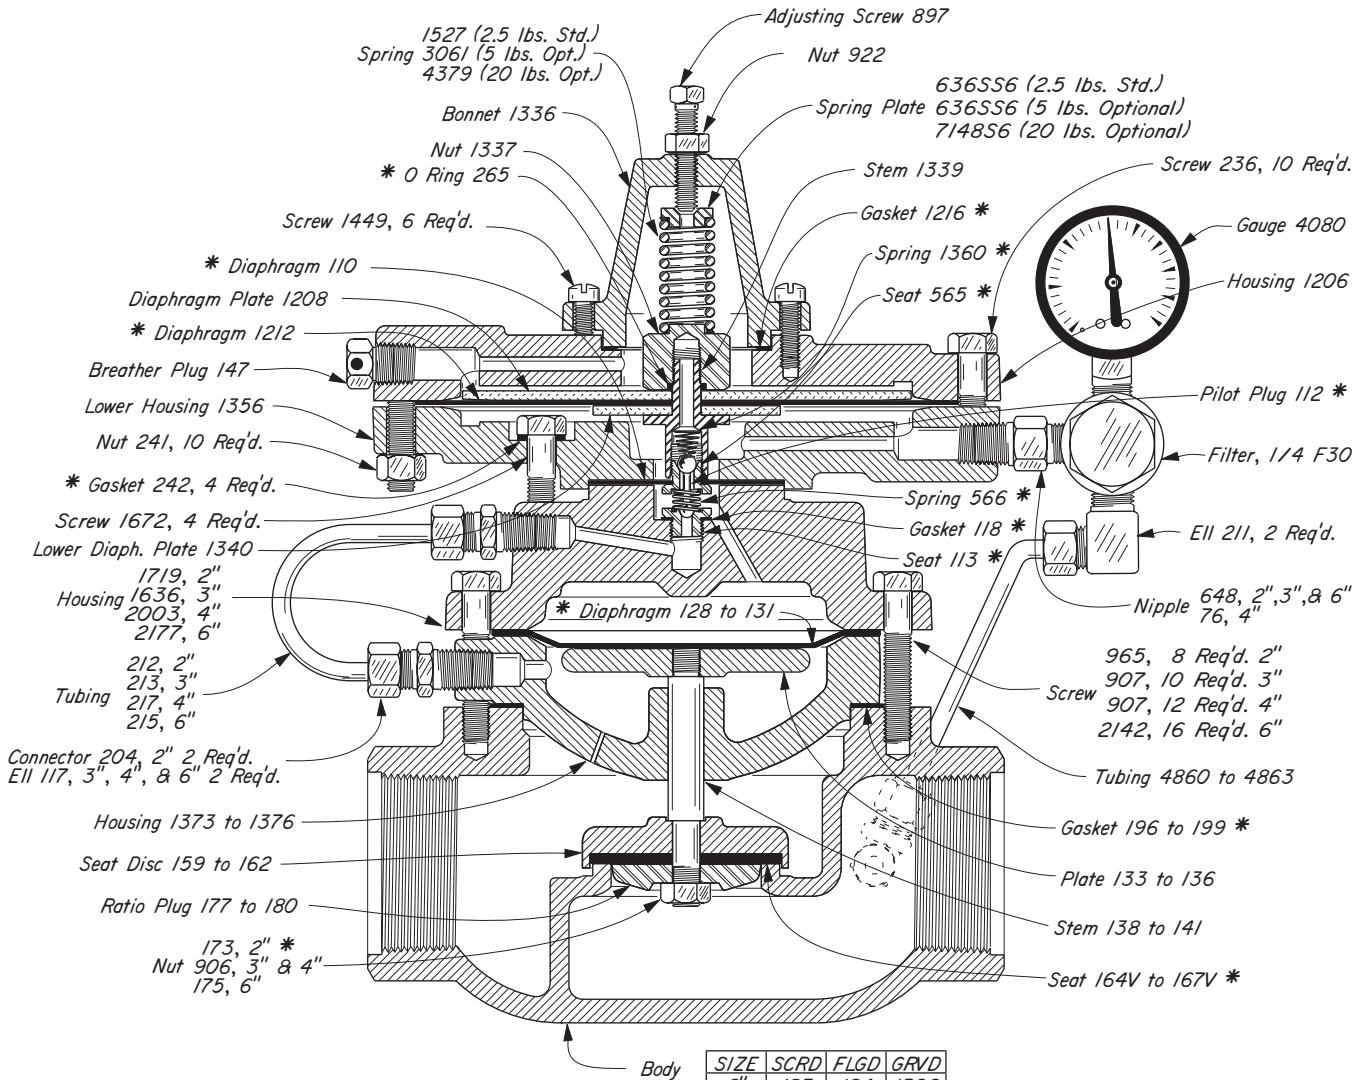 Adjusting Screw 897
1527 (2.5 lbs. Std.)
Spring 3061 (5 lbs. Opt.)
4379 (20 lbs. Opt.)
Nut 922
636SS6 (2.5 lbs. Std.)
Spring Plate 636SS6 (5 lbs. Optional)
7148S6 (20 lbs. Optional)
Bonnet 1336
Nut 1337
* O Ring 265
Stem 1339
Screw 236, 10 Req'd.
Screw 1449, 6 Req'd.
Gasket 1216 *
Gauge 4080
Spring 1360 *
* Diaphragm 110
Housing 1206
Seat 565 *
Diaphragm Plate 1208
* Diaphragm 1212
Breather Plug 147
Pilot Plug 112 *
Lower Housing 1356
Nut 241, 10 Req'd.
Filter, 1/4 F30
* Gasket 242, 4 Req'd.
Spring 566 *
Screw 1672, 4 Req'd.
Gasket 118 *
Ell 211, 2 Req'd.
Lower Diaph. Plate 1340
Seat 113 *
1719, 2"
Housing 1636, 3"
2003, 4"
2177, 6"
* Diaphragm 128 to 131
Nipple 648, 2",3",& 6"
76, 4"
212, 2"
213, 3"
Tubing 217, 4"
215, 6"
965, 8 Req'd. 2"
Screw 907, 10 Req'd. 3"
907, 12 Req'd. 4"
2142, 16 Req'd. 6"
Connector 204, 2" 2 Req'd.
Ell 117, 3", 4", & 6" 2 Req'd.
Tubing 4860 to 4863
Housing 1373 to 1376
Gasket 196 to 199 *
Seat Disc 159 to 162
Plate 133 to 136
Ratio Plug 177 to 180
Stem 138 to 141
173, 2" *
Nut 906, 3" & 4"
175, 6"
Seat 164V to 167V *
Body
SIZE SCRD FLGD GRVD